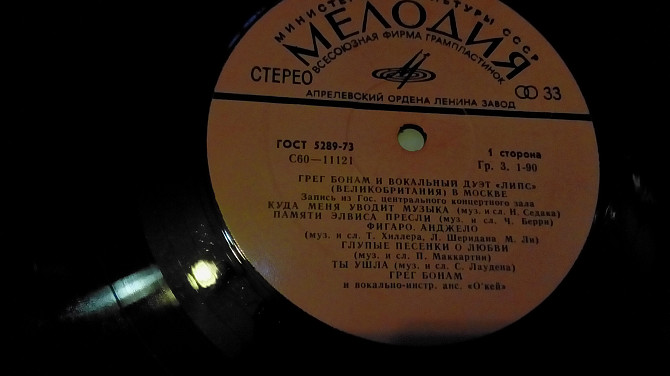 МИНИСТЕ ЬТУРЫ СССР
МЕЛОДИЯ
ВСЕСОЮЗНАЯ ФИРМА ГРАМПЛАСТИНОК
СТЕРЕО
33
АПРЕЛЕВСКИЙ ОРДЕНА ЛЕНИНА ЗАВОД
ГОСТ 5289-73
1 сторона
С60—11121
Гр. 3. 1-90
ГРЕГ БОНАМ И ВОКАЛЬНЫЙ ДУЭТ «ЛИПС»
(ВЕЛИКОБРИТАНИЯ) В МОСКВЕ
Запись из Гос. центрального концертного зала
КУДА МЕНЯ УВОДИТ МУЗЫКА (муз. и сл. Н. Седака)
ПАМЯТИ ЭЛВИСА ПРЕСЛИ (муз. и сл. Ч. Берри)
ФИГАРО. АНДЖЕЛО
(муз. и сл. Т. Хиллера, Л. Шеридана, М. Ли)
ГЛУПЫЕ ПЕСЕНКИ О ЛЮБВИ
(муз. и сл. П. Маккартни)
ТЫ УШЛА (муз. и сл. С. Лаудена)
ГРЕГ БОНАМ
и вокально-инстр. анс. «О'кей»